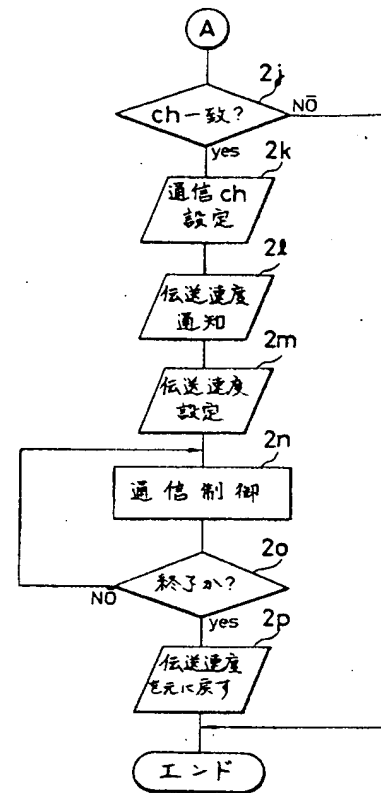 A
2j
ch一致?
NO
yes
2k
通信ch
設定
2l
伝送速度
通知
2m
伝送速度
設定
2n
通信制御
2o
終了か?
NO
yes
2p
伝送速度
を元に戻す
エンド